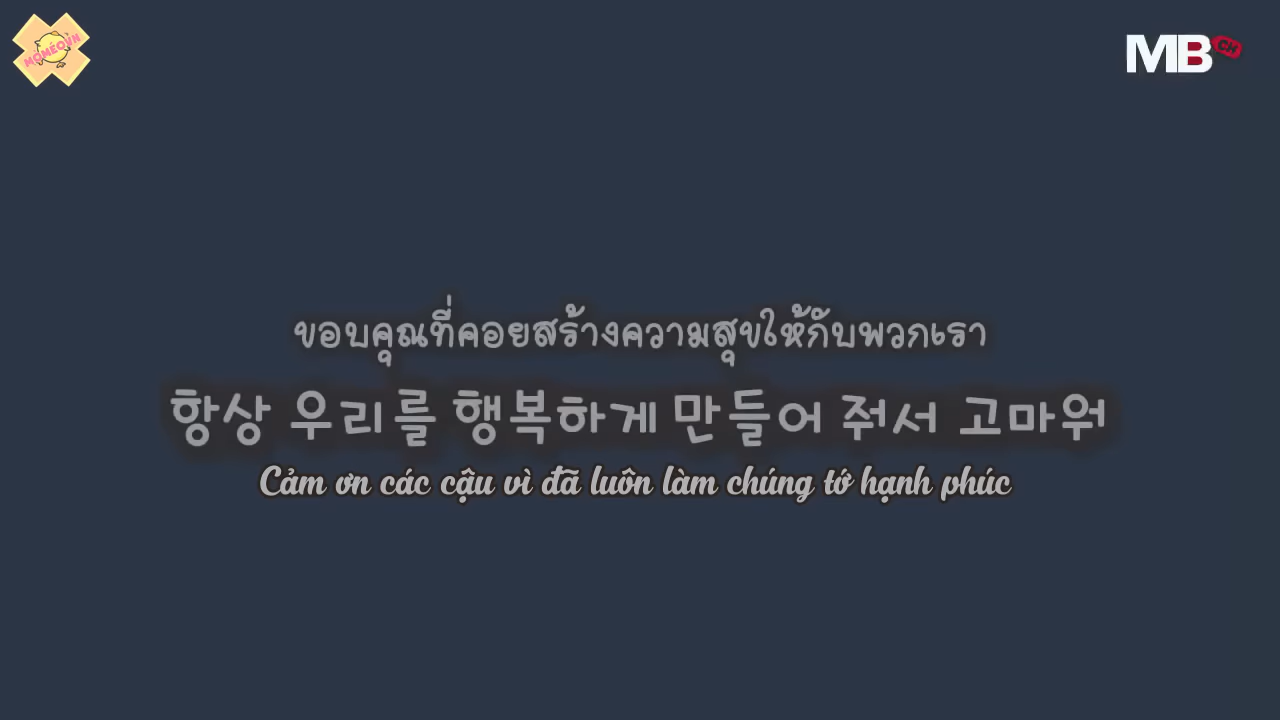 MOMÉOVN
MB CH
ขอบคุณที่คอยสร้างความสุขให้กับพวกเรา
항상 우리를 행복하게 만들어 줘서 고마워
Cảm ơn các cậu vì đã luôn làm chúng tớ hạnh phúc